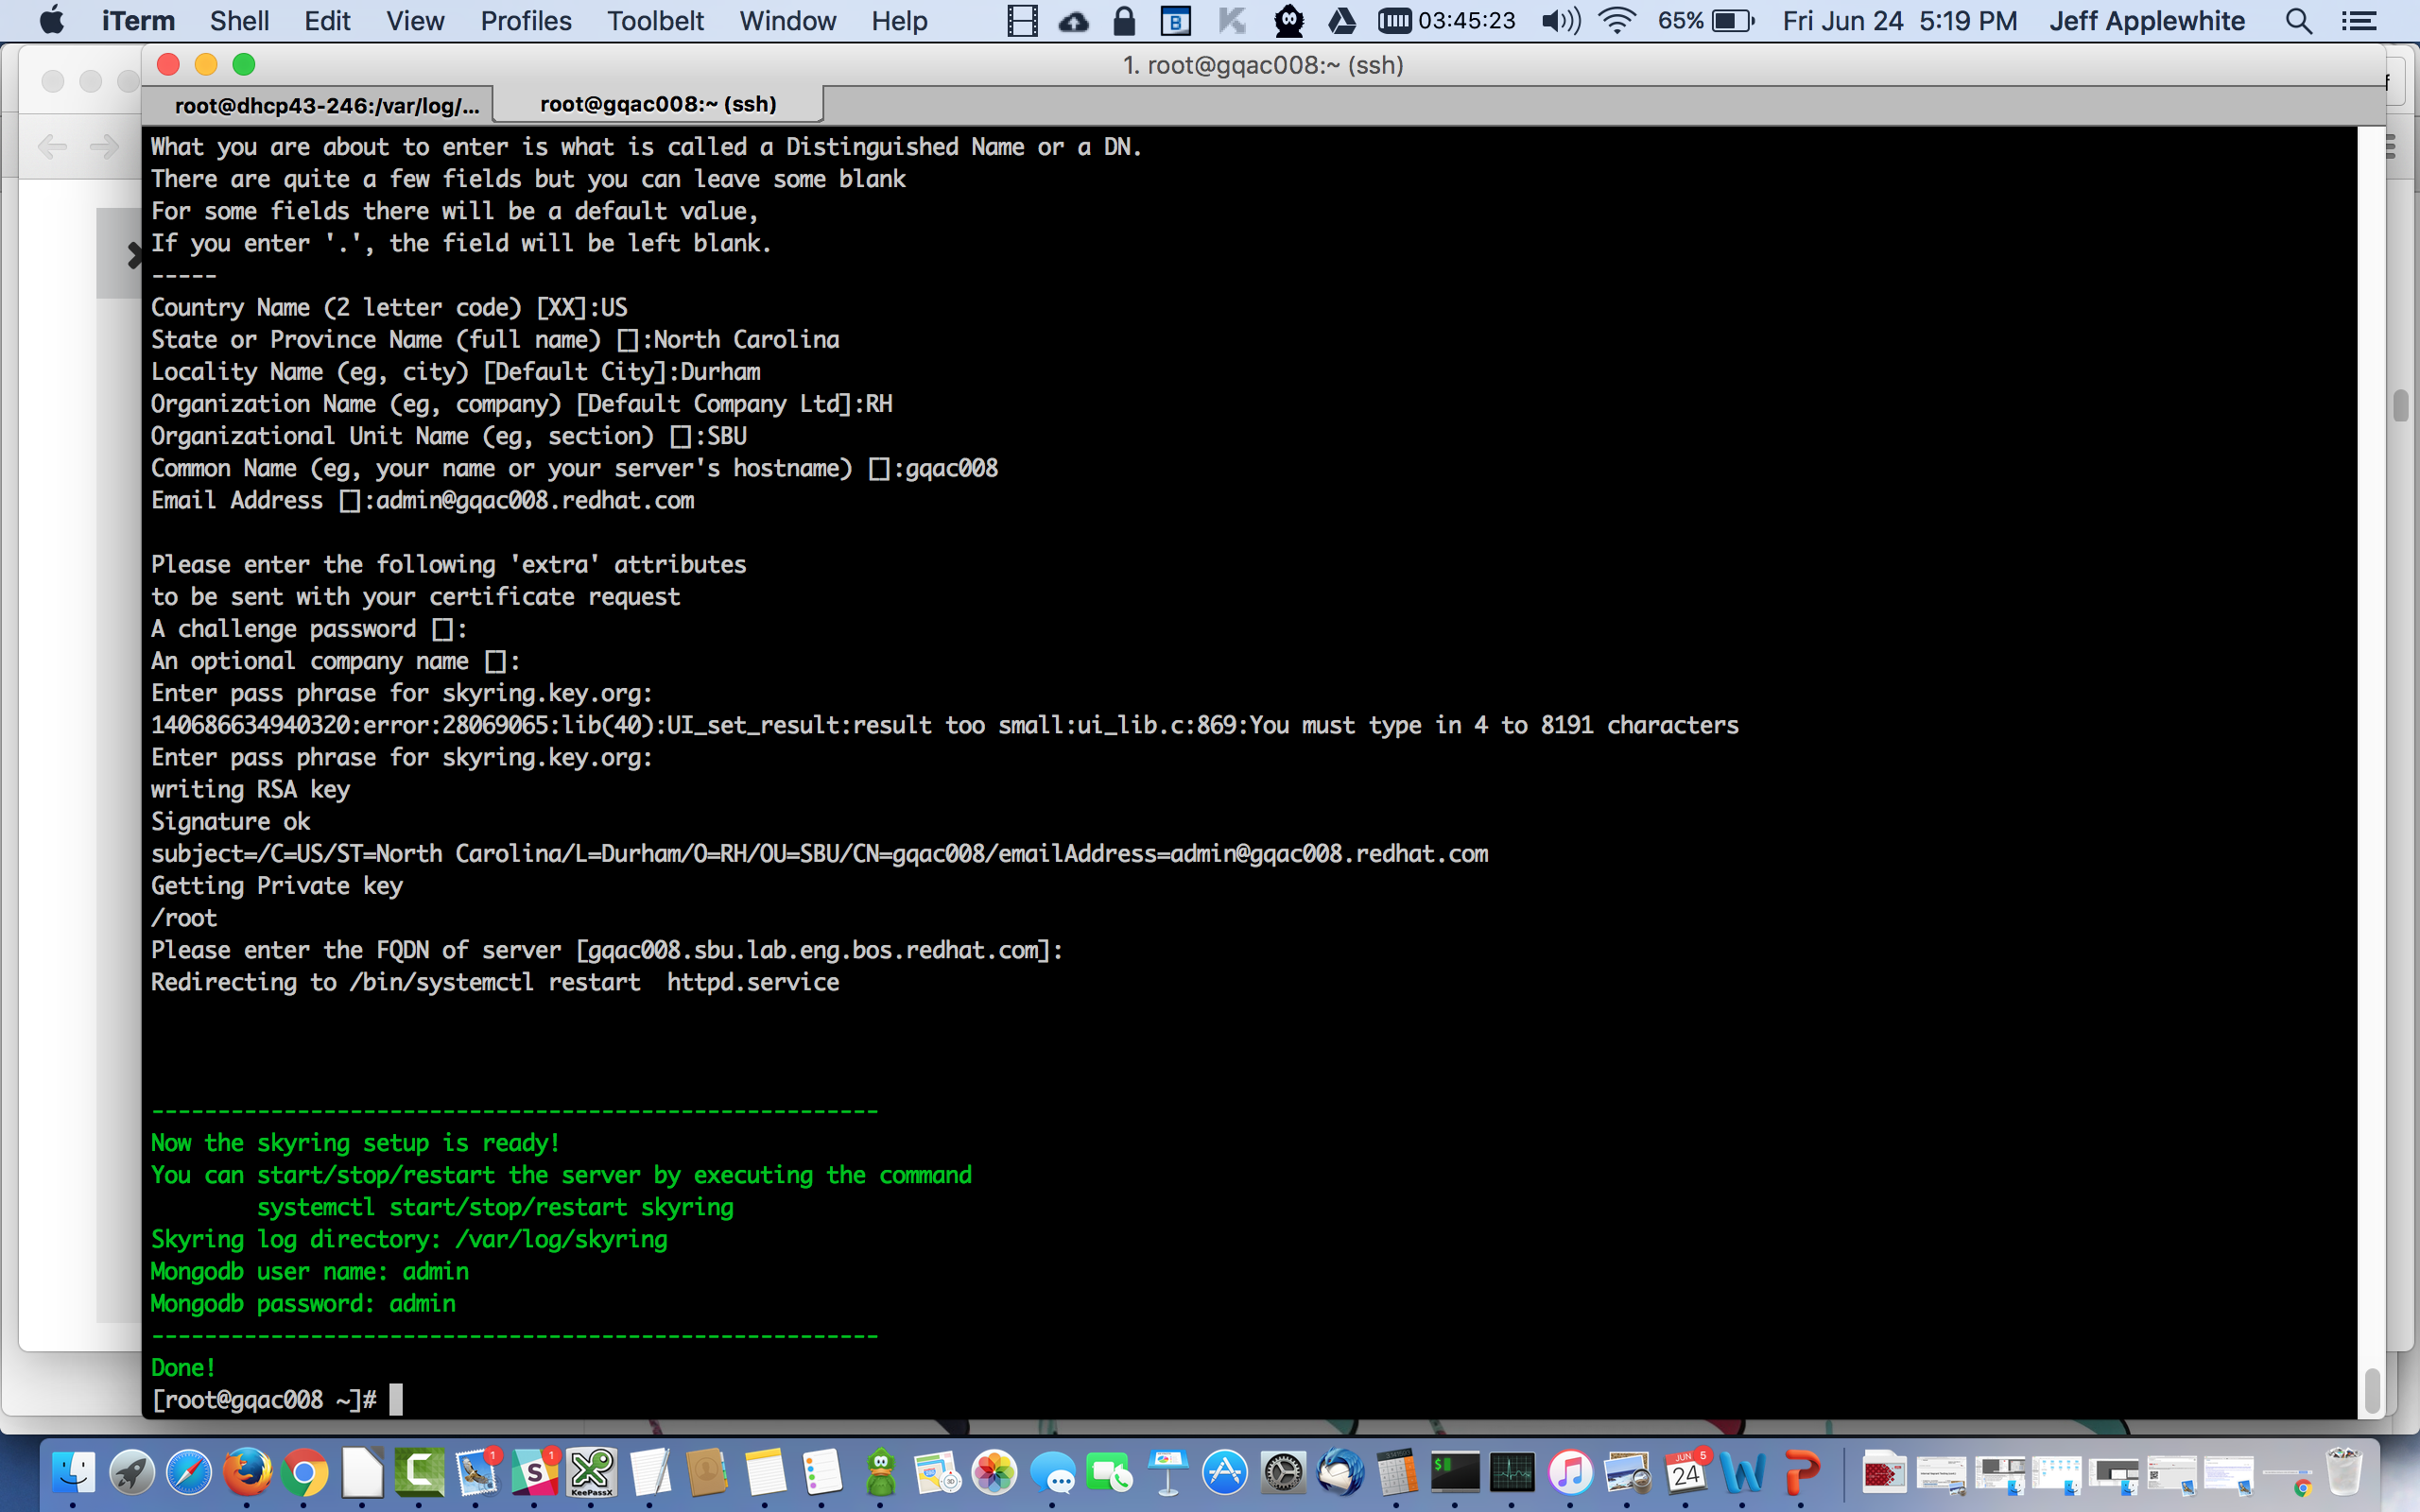 iTerm Shell Edit View Profiles Toolbelt Window Help 03:45:23 65% Fri Jun 24 5:19 PM Jeff Applewhite
1. root@gqac008:~ (ssh)
root@dhcp43-246:/var/log/... root@gqac008:~ (ssh)
What you are about to enter is what is called a Distinguished Name or a DN.
There are quite a few fields but you can leave some blank
For some fields there will be a default value,
If you enter '.', the field will be left blank.
-----
Country Name (2 letter code) [XX]:US
State or Province Name (full name) []:North Carolina
Locality Name (eg, city) [Default City]:Durham
Organization Name (eg, company) [Default Company Ltd]:RH
Organizational Unit Name (eg, section) []:SBU
Common Name (eg, your name or your server's hostname) []:gqac008
Email Address []:admin@gqac008.redhat.com
Please enter the following 'extra' attributes
to be sent with your certificate request
A challenge password []:
An optional company name []:
Enter pass phrase for skyring.key.org:
140686634940320:error:28069065:lib(40):UI_set_result:result too small:ui_lib.c:869:You must type in 4 to 8191 characters
Enter pass phrase for skyring.key.org:
writing RSA key
Signature ok
subject=/C=US/ST=North Carolina/L=Durham/O=RH/OU=SBU/CN=gqac008/emailAddress=admin@gqac008.redhat.com
Getting Private key
/root
Please enter the FQDN of server [gqac008.sbu.lab.eng.bos.redhat.com]:
Redirecting to /bin/systemctl restart  httpd.service
-------------------------------------------------------
Now the skyring setup is ready!
You can start/stop/restart the server by executing the command
        systemctl start/stop/restart skyring
Skyring log directory: /var/log/skyring
Mongodb user name: admin
Mongodb password: admin
-------------------------------------------------------
Done!
[root@gqac008 ~]#
1 1 KeePassX JUN 24 5